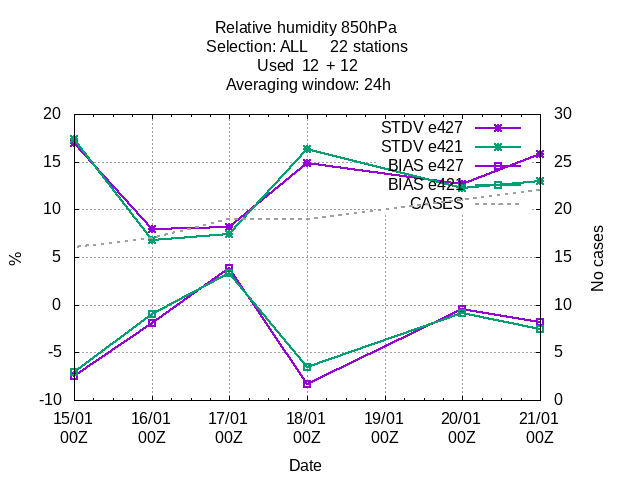 Relative humidity 850hPa
Selection: ALL 22 stations
Used 12 + 12
Averaging window: 24h
20
15
10
5
0
-5
-10
%
30
25
20
15
10
5
0
No cases
STDV e427
STDV e421
BIAS e427
BIAS e421
CASES
15/01 16/01 17/01 18/01 19/01 20/01 21/01
00Z 00Z 00Z 00Z 00Z 00Z 00Z
Date